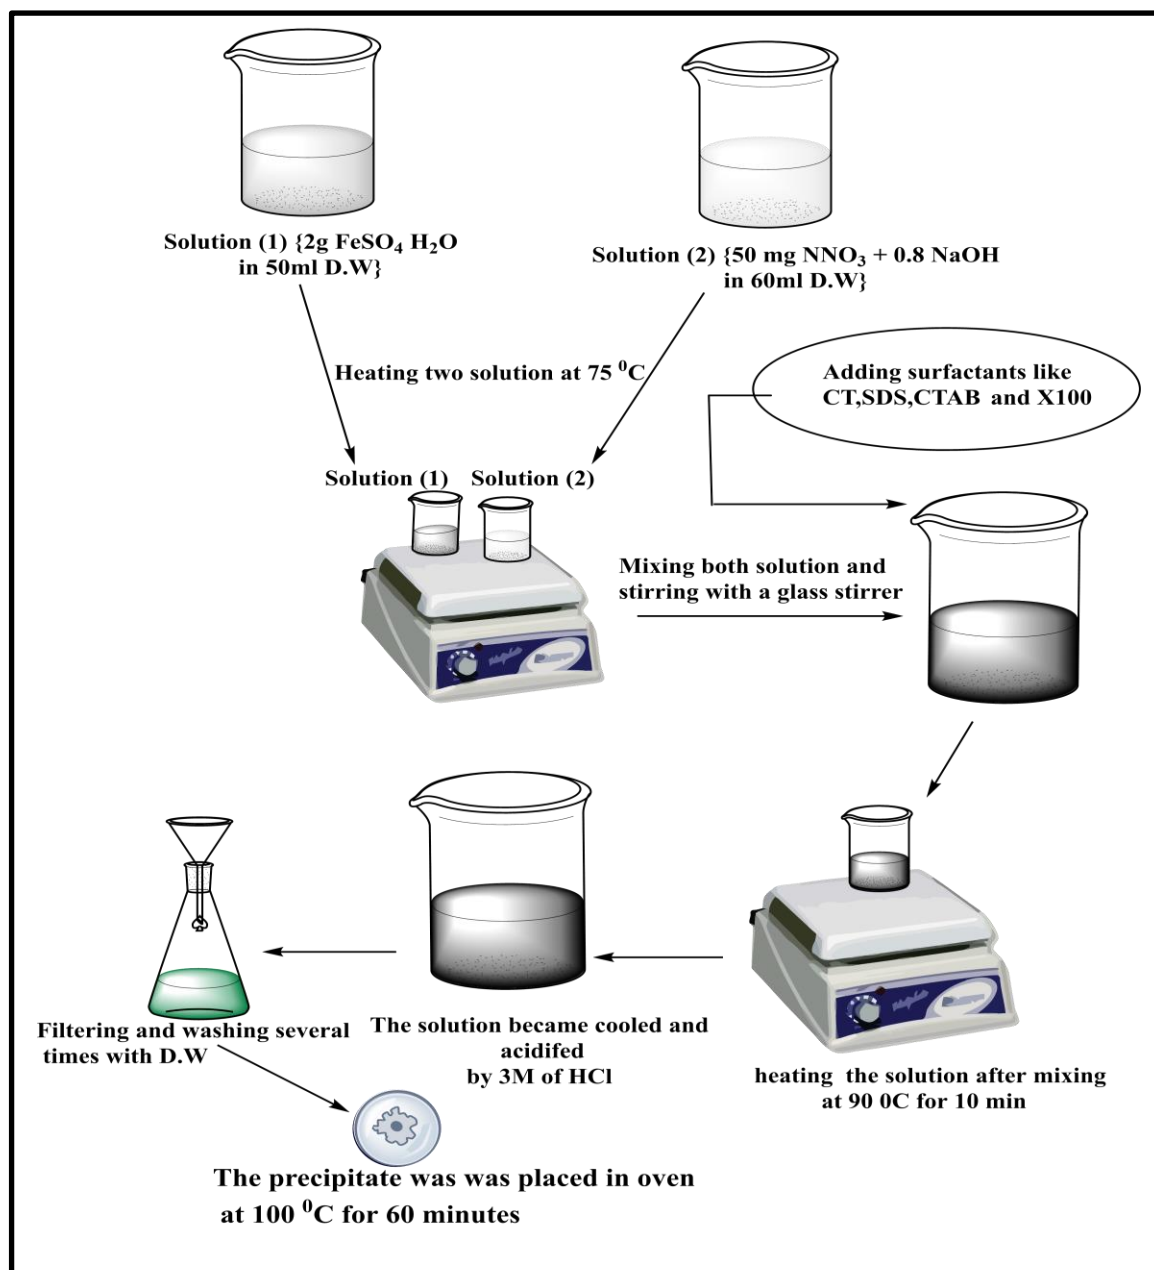 Solution (1) {2g FeSO₄ H₂O
in 50ml D.W}
Solution (2) {50 mg NNO₃ + 0.8 NaOH
in 60ml D.W}
Heating two solution at 75 ⁰C
Adding surfactants like
CT,SDS,CTAB and X100
Solution (1)
Solution (2)
Mixing both solution and
stirring with a glass stirrer
heating the solution after mixing
at 90 0C for 10 min
The solution became cooled and
acidifed
by 3M of HCl
Filtering and washing several
times with D.W
The precipitate was was placed in oven
at 100 ⁰C for 60 minutes